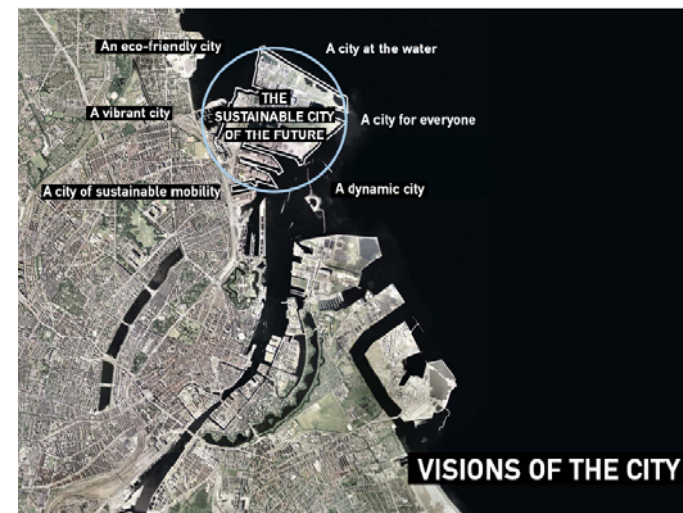 An eco-friendly city
A city at the water
A vibrant city
THE
SUSTAINABLE CITY
OF THE FUTURE
A city for everyone
A city of sustainable mobility
A dynamic city
VISIONS OF THE CITY